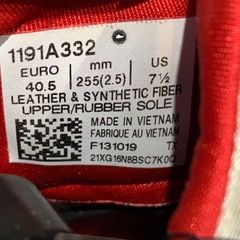 1191A332
EURO mm US
40.5 255(2.5) 7½
LEATHER & SYNTHETIC FIBER
UPPER/RUBBER SOLE
MADE IN VIETNAM
FABRIQUE AU VIETNAM
F131019 TX
21XG16N8BSC7K0Q